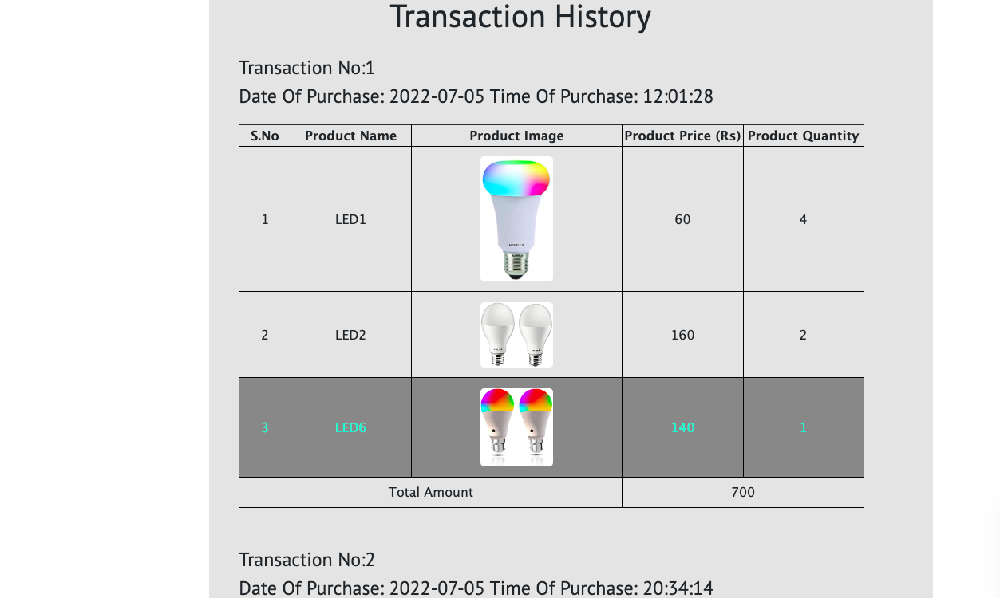 Transaction History
Transaction No:1
Date Of Purchase: 2022-07-05 Time Of Purchase: 12:01:28
S.No Product Name Product Image Product Price (Rs) Product Quantity
1 LED1 60 4
2 LED2 160 2
3 LED6 140 1
Total Amount 700
Transaction No:2
Date Of Purchase: 2022-07-05 Time Of Purchase: 20:34:14